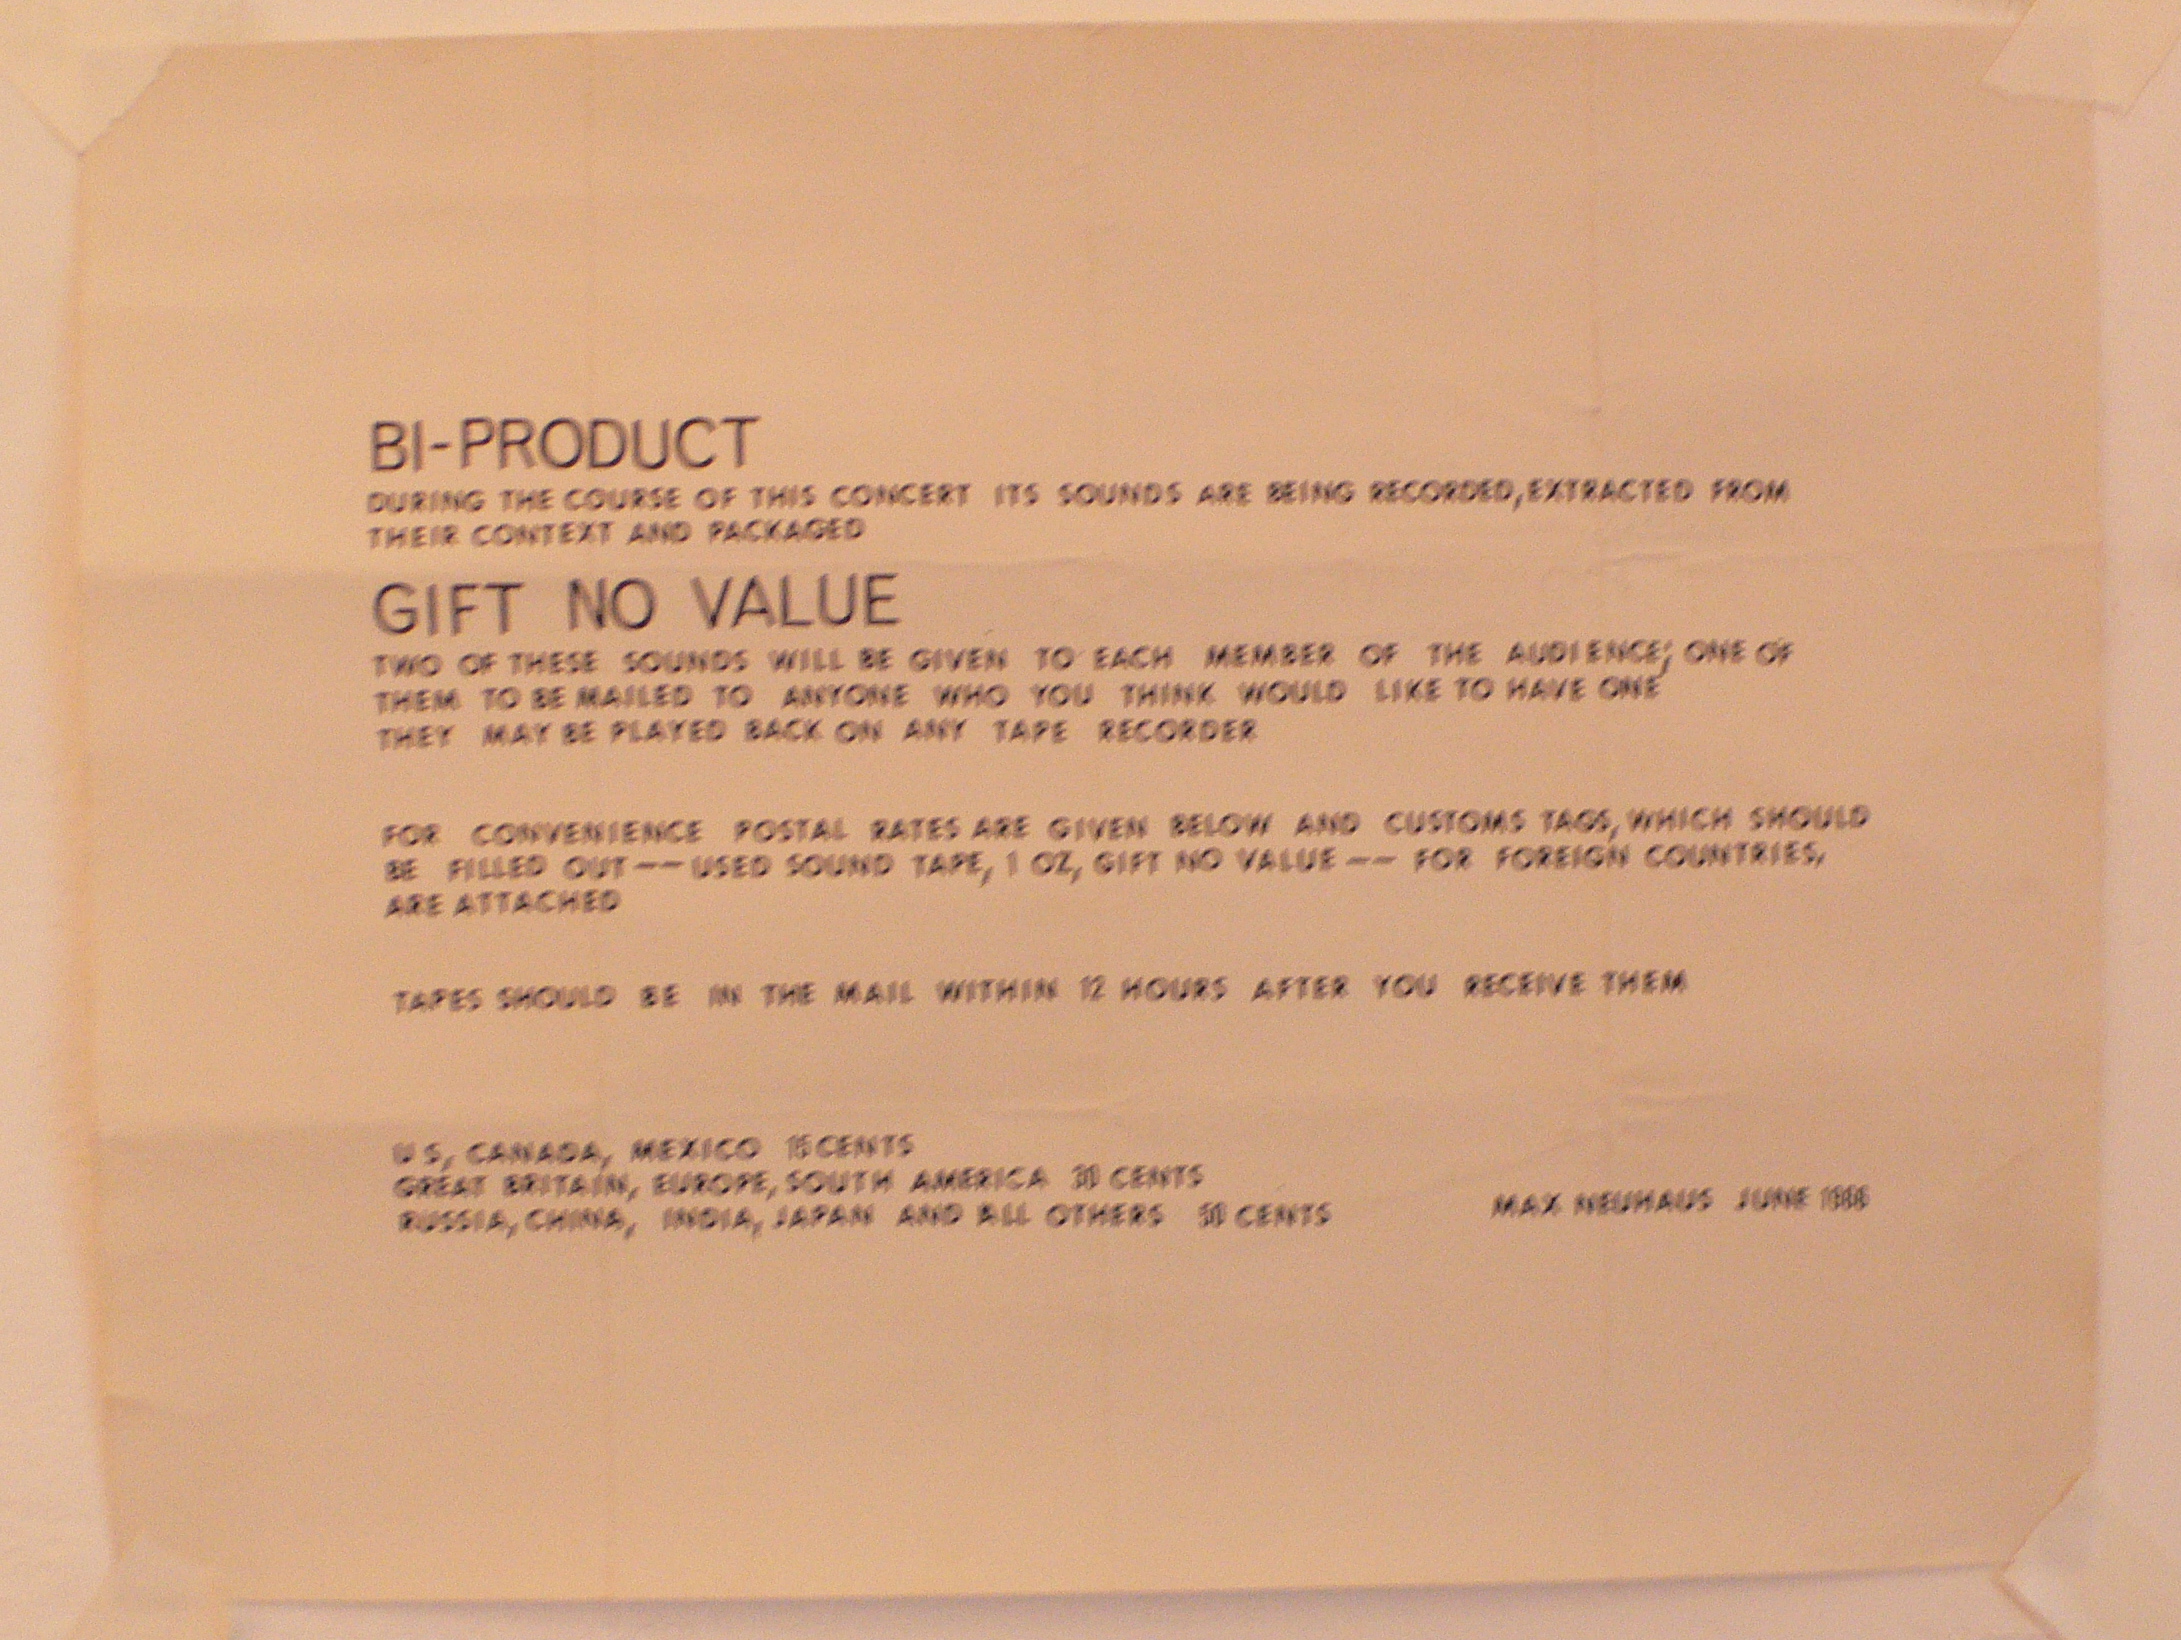 BI-PRODUCT
DURING THE COURSE OF THIS CONCERT ITS SOUNDS ARE BEING RECORDED, EXTRACTED FROM
THEIR CONTEXT AND PACKAGED
GIFT NO VALUE
TWO OF THESE SOUNDS WILL BE GIVEN TO EACH MEMBER OF THE AUDIENCE; ONE OF
THEM TO BE MAILED TO ANYONE WHO YOU THINK WOULD LIKE TO HAVE ONE
THEY MAY BE PLAYED BACK ON ANY TAPE RECORDER
FOR CONVENIENCE POSTAL RATES ARE GIVEN BELOW AND CUSTOMS TAGS, WHICH SHOULD
BE FILLED OUT -- USED SOUND TAPE, 1 OZ, GIFT NO VALUE -- FOR FOREIGN COUNTRIES,
ARE ATTACHED
TAPES SHOULD BE IN THE MAIL WITHIN 12 HOURS AFTER YOU RECEIVE THEM
U S, CANADA, MEXICO 15 CENTS
GREAT BRITAIN, EUROPE, SOUTH AMERICA 30 CENTS
RUSSIA, CHINA, INDIA, JAPAN AND ALL OTHERS 50 CENTS
MAX NEUHAUS JUNE